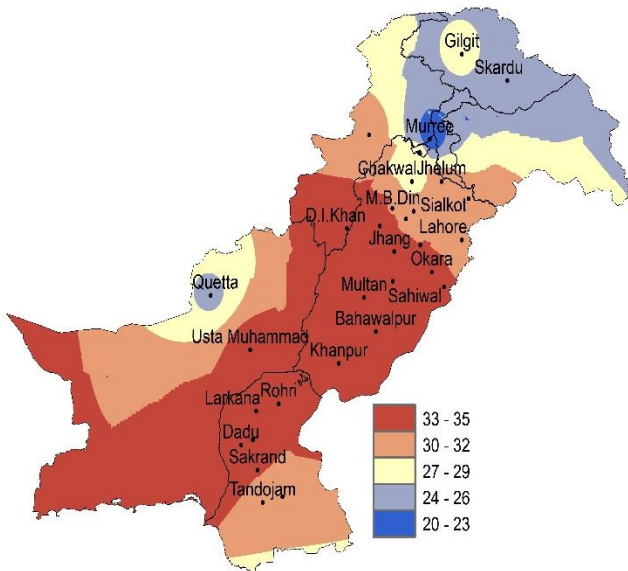 Gilgit
Skardu
Murree
Chakwal
Jhelum
M.B.Din
Sialkot
D.I.Khan
Lahore
Jhang
Okara
Quetta
Multan
Sahiwal
Bahawalpur
Usta Muhammad
Khanpur
Larkana
Rohri
Dadu
Sakrand
Tandojam
33 - 35
30 - 32
27 - 29
24 - 26
20 - 23